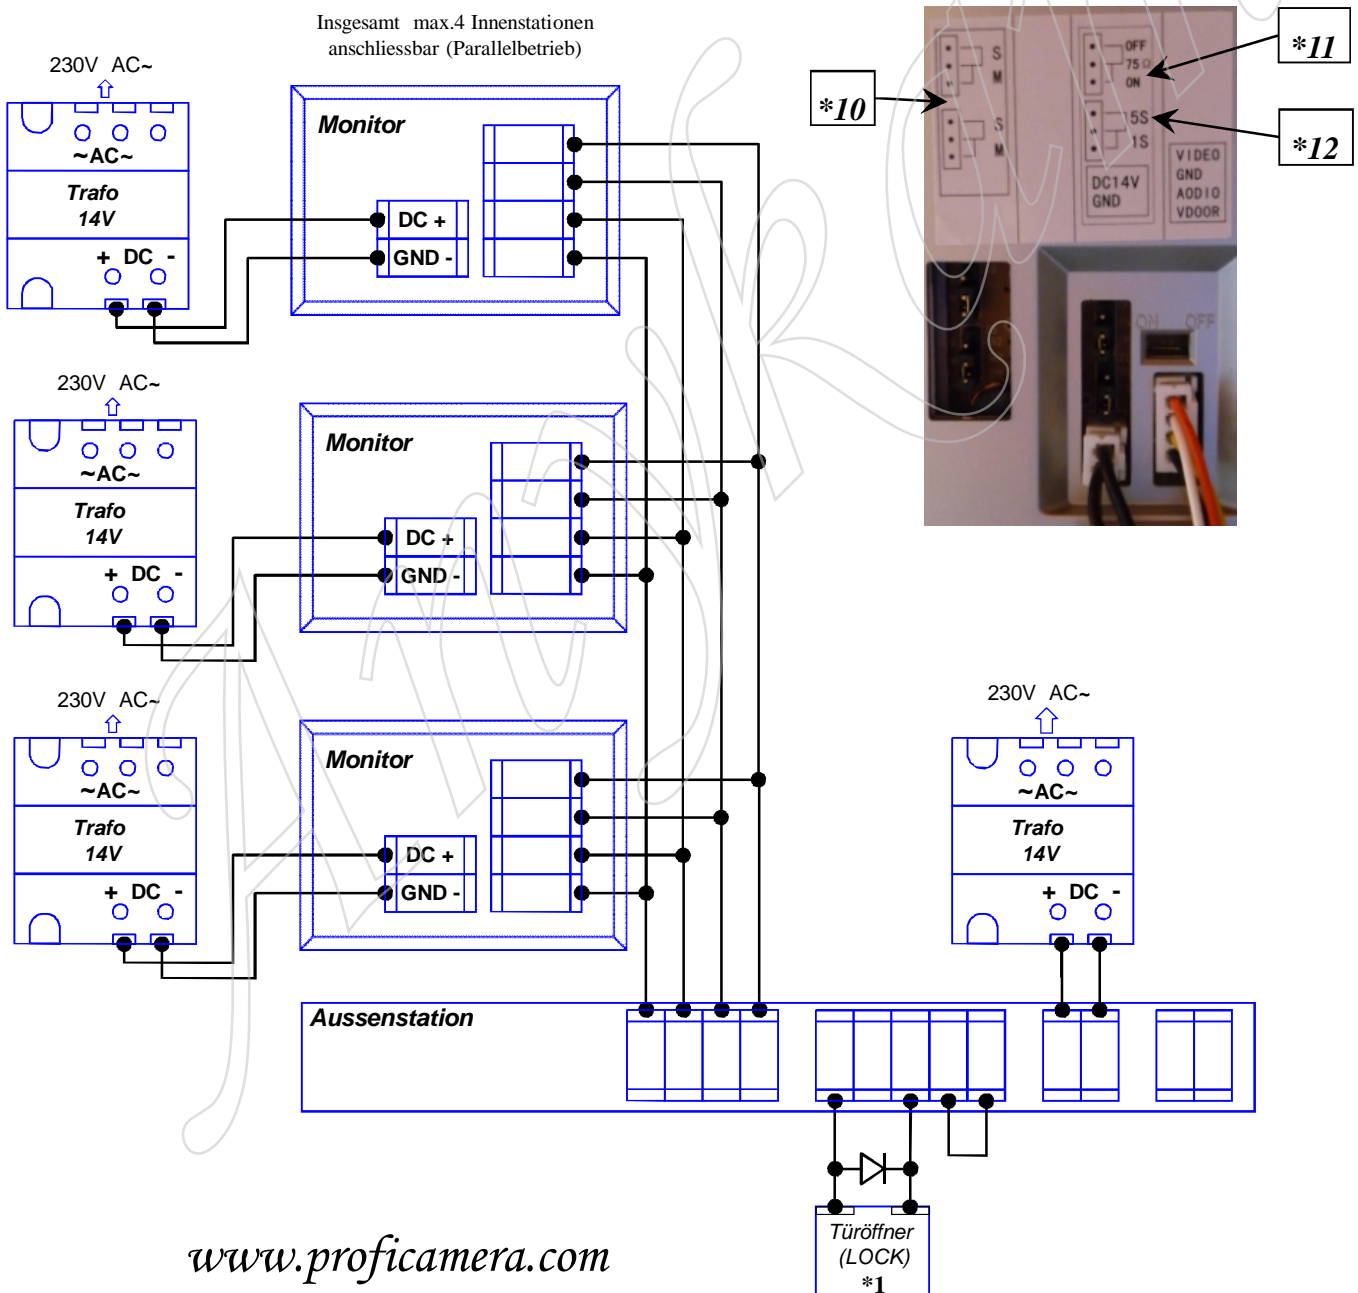 Insgesamt max.4 Innenstationen
anschliessbar (Parallelbetrieb)
230V AC~
~AC~
Trafo
14V
+ DC -
Monitor
DC +
GND -
*10
S
M
S
M
OFF
75 Ω
ON
5S
1S
DC14V
GND
VIDEO
GND
AODIO
VDOOR
*11
*12
ON OFF
230V AC~
~AC~
Trafo
14V
+ DC -
Monitor
DC +
GND -
230V AC~
~AC~
Trafo
14V
+ DC -
Monitor
DC +
GND -
230V AC~
~AC~
Trafo
14V
+ DC -
Aussenstation
Türöffner
(LOCK)
*1
www.proficamera.com